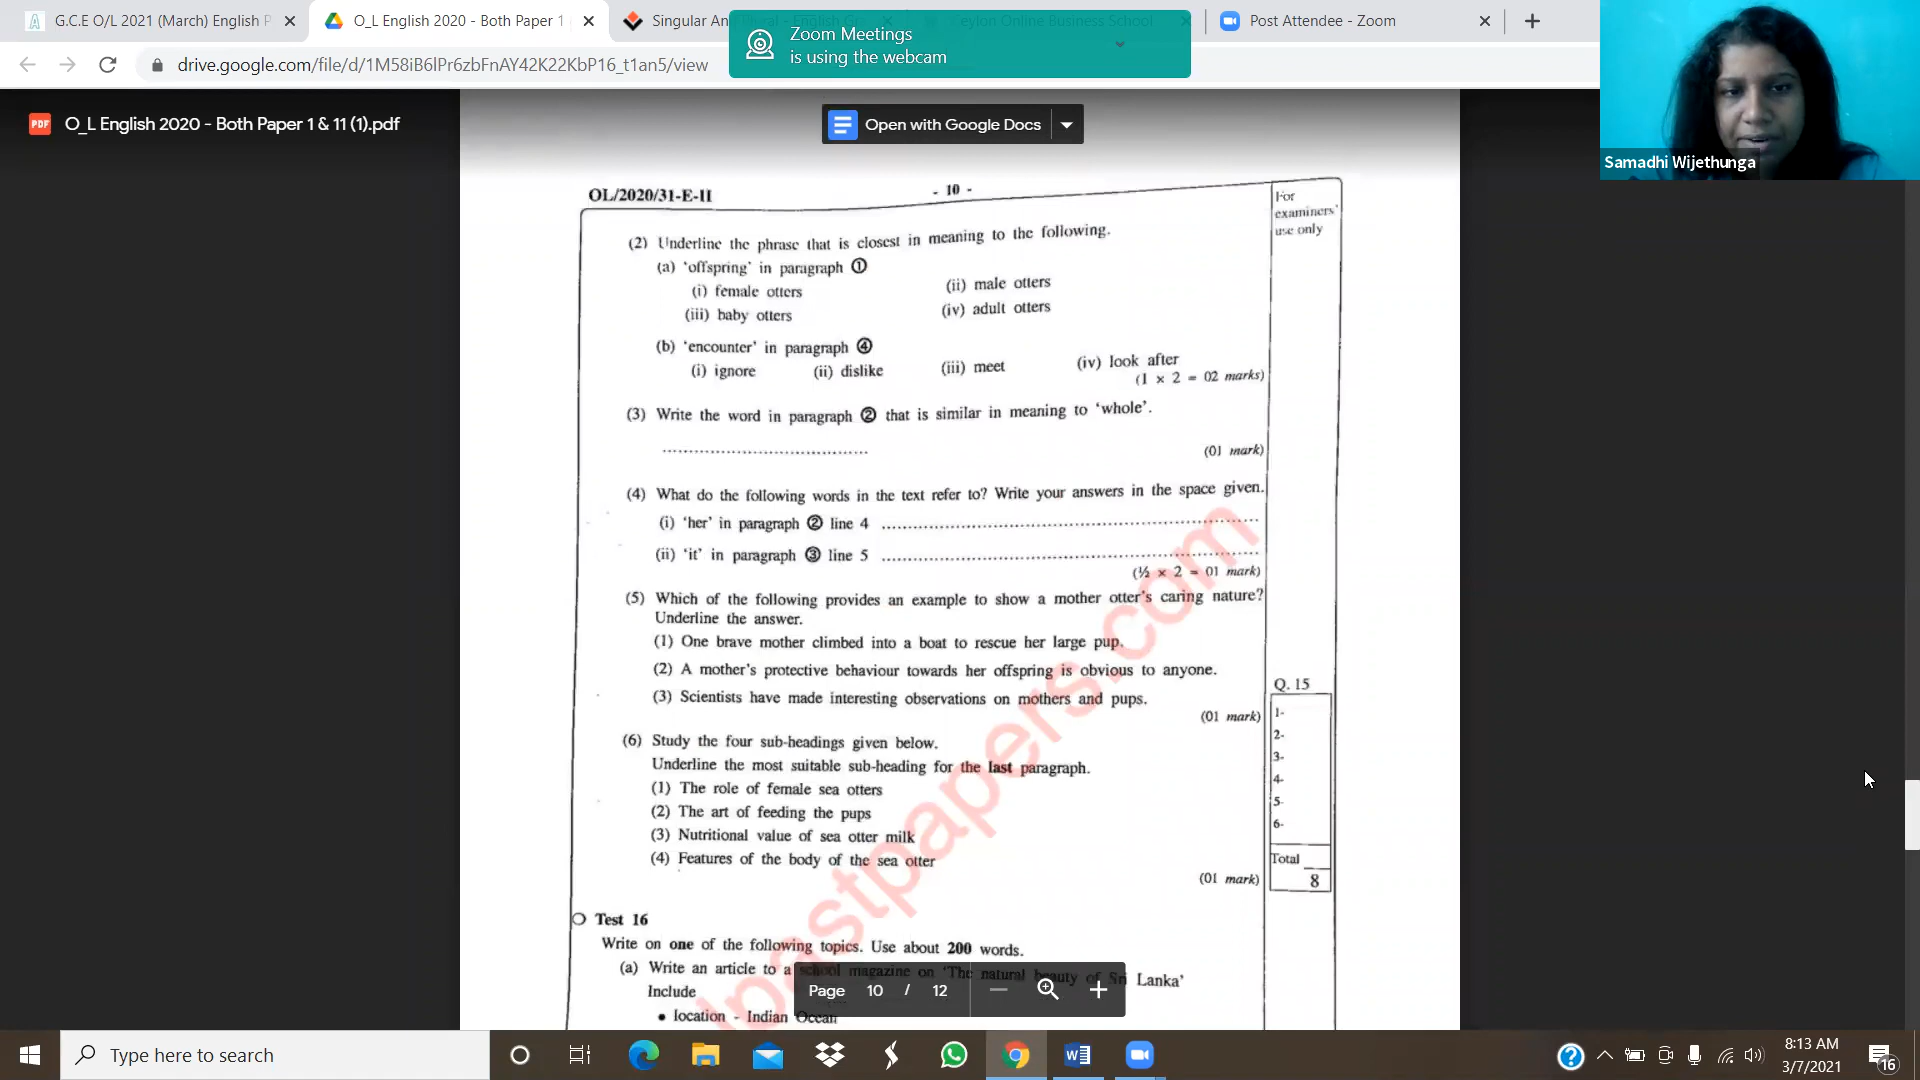 G.C.E O/L 2021 (March) English P
O_L English 2020 - Both Paper 1
Singular An
Post Attendee - Zoom
Zoom Meetings
is using the webcam
drive.google.com/file/d/1M58iB6lPr6zbFnAY42K22KbP16_t1an5/view
PDF O_L English 2020 - Both Paper 1 & 11 (1).pdf
Open with Google Docs
Samadhi Wijethunga
OL/2020/31-E-II
- 10 -
For
examiners'
use only
(2) Underline the phrase that is closest in meaning to the following.
(a) 'offspring' in paragraph ①
(i) female otters (ii) male otters
(iii) baby otters (iv) adult otters
(b) 'encounter' in paragraph ④
(i) ignore (ii) dislike (iii) meet (iv) look after
(1 × 2 = 02 marks)
(3) Write the word in paragraph ② that is similar in meaning to 'whole'.
.................................... (01 mark)
(4) What do the following words in the text refer to? Write your answers in the space given.
(i) 'her' in paragraph ② line 4 ....................................
(ii) 'it' in paragraph ③ line 5 ....................................
(½ × 2 = 01 mark)
(5) Which of the following provides an example to show a mother otter's caring nature?
Underline the answer.
(1) One brave mother climbed into a boat to rescue her large pup.
(2) A mother's protective behaviour towards her offspring is obvious to anyone.
(3) Scientists have made interesting observations on mothers and pups.
(01 mark)
(6) Study the four sub-headings given below.
Underline the most suitable sub-heading for the last paragraph.
(1) The role of female sea otters
(2) The art of feeding the pups
(3) Nutritional value of sea otter milk
(4) Features of the body of the sea otter
(01 mark)
Q. 15
1-
2-
3-
4-
5-
6-
Total
8
Test 16
Write on one of the following topics. Use about 200 words.
(a) Write an article to a school magazine on 'The natural beauty of Sri Lanka'
Include
• location - Indian Ocean
pastpapers.com
Page 10 / 12
Type here to search
8:13 AM
3/7/2021
16